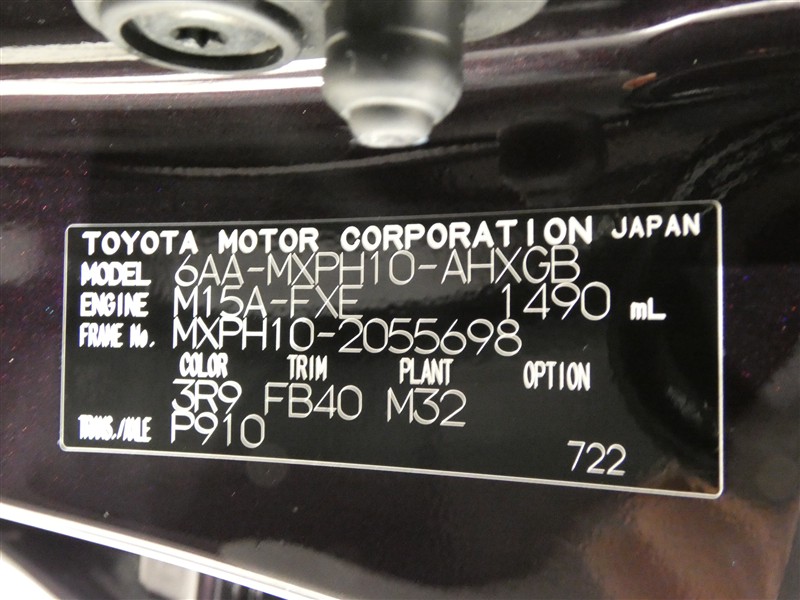 TOYOTA MOTOR CORPORATION JAPAN
MODEL 6AA-MXPH10-AHXGB
ENGINE M15A-FXE 1490 mL
FRAME No. MXPH10-2055698
COLOR TRIM PLANT OPTION
3R9 FB40 M32
TRANS./AXLE P910
722